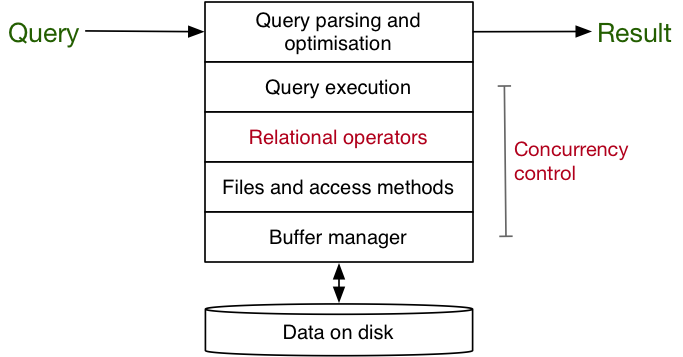 Query
Query parsing and
optimisation
Result
Query execution
Relational operators
Concurrency
control
Files and access methods
Buffer manager
Data on disk